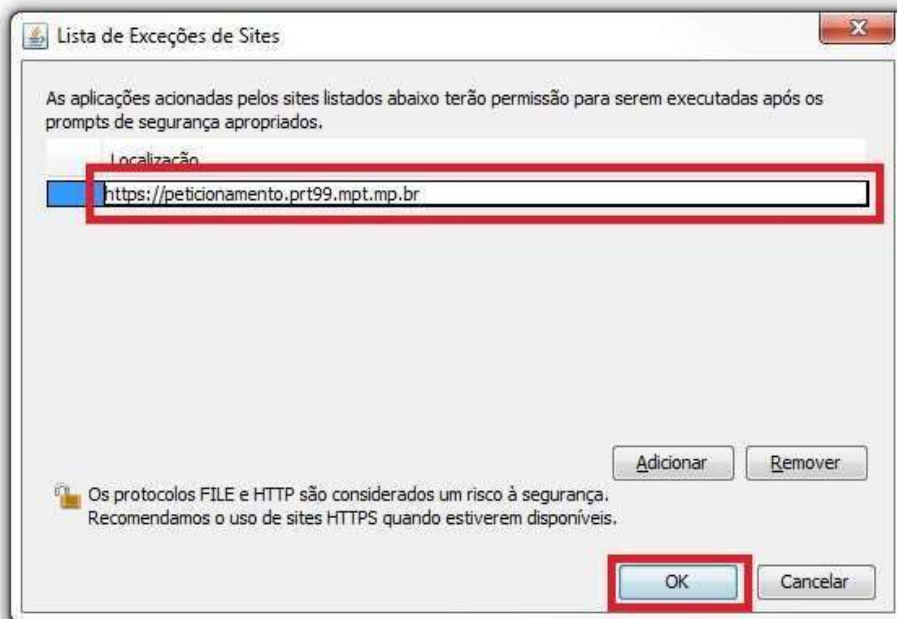 Lista de Exceções de Sites
As aplicações acionadas pelos sites listados abaixo terão permissão para serem executadas após os
prompts de segurança apropriados.
Localização
https://peticionamento.prt99.mpt.mp.br
Adicionar Remover
Os protocolos FILE e HTTP são considerados um risco à segurança.
Recomendamos o uso de sites HTTPS quando estiverem disponíveis.
OK Cancelar